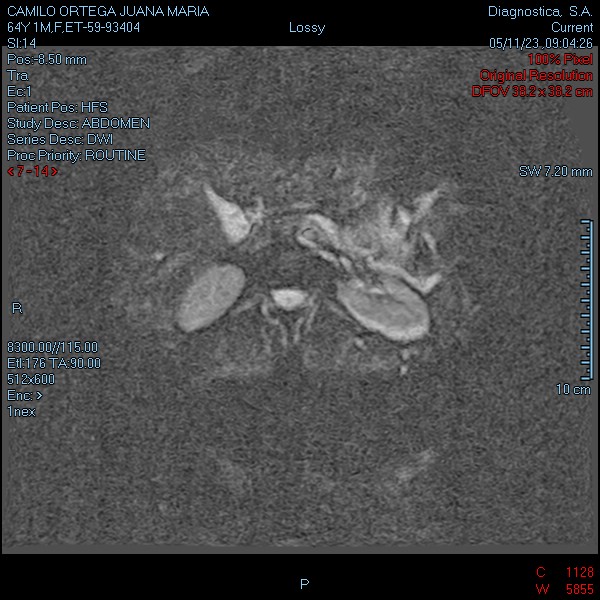 CAMILO ORTEGA JUANA MARIA
64Y 1M,F,ET-59-93404
Sl:14
Pos:-8.50 mm
Tra
Ec:1
Patient Pos: HFS
Study Desc: ABDOMEN
Series Desc: DWI
Proc Priority: ROUTINE
< 7 - 14 >
Lossy
Diagnostica, S.A.
Current
05/11/23 ,09:04:26
100% Pixel
Original Resolution
DFOV 38.2 x 38.2 cm
SW 7.20 mm
R
8300.00//115.00
Etl:176 TA:90.00
512x600
Enc: >
1nex
10 cm
P
C 1128
W 5855